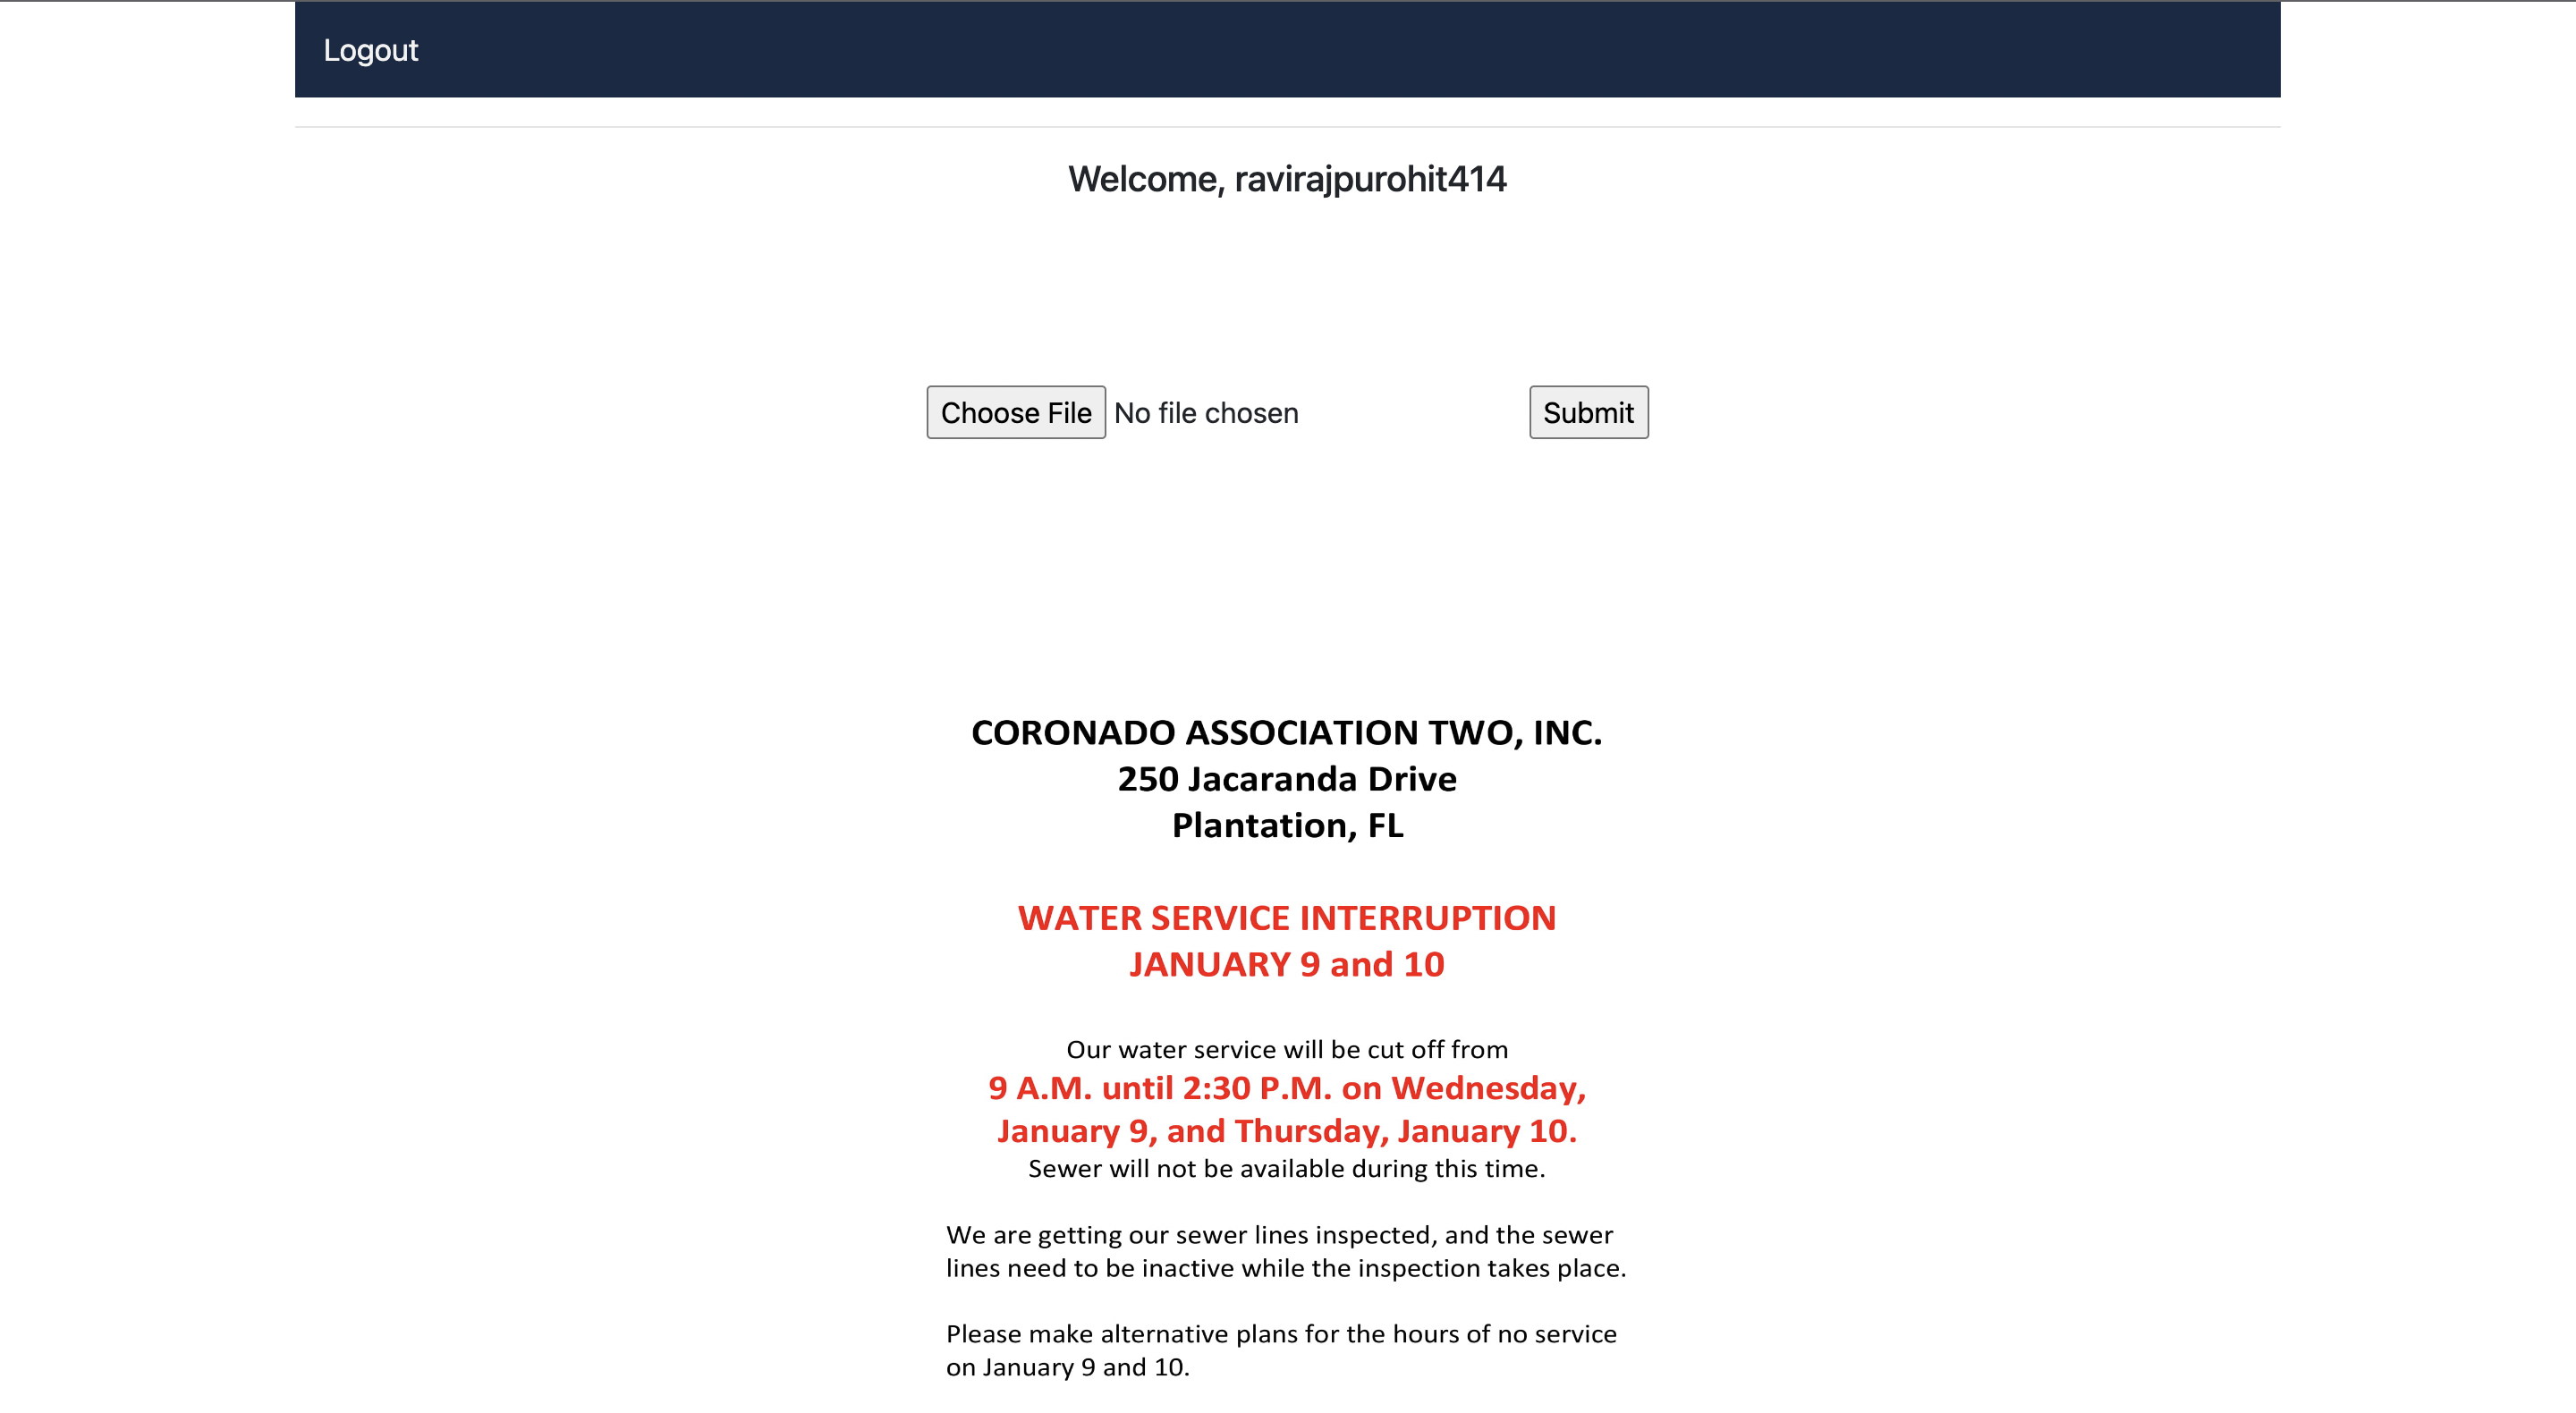 Logout
Welcome, ravirajpurohit414
Choose File No file chosen Submit
CORONADO ASSOCIATION TWO, INC.
250 Jacaranda Drive
Plantation, FL
WATER SERVICE INTERRUPTION
JANUARY 9 and 10
Our water service will be cut off from
9 A.M. until 2:30 P.M. on Wednesday,
January 9, and Thursday, January 10.
Sewer will not be available during this time.
We are getting our sewer lines inspected, and the sewer
lines need to be inactive while the inspection takes place.
Please make alternative plans for the hours of no service
on January 9 and 10.